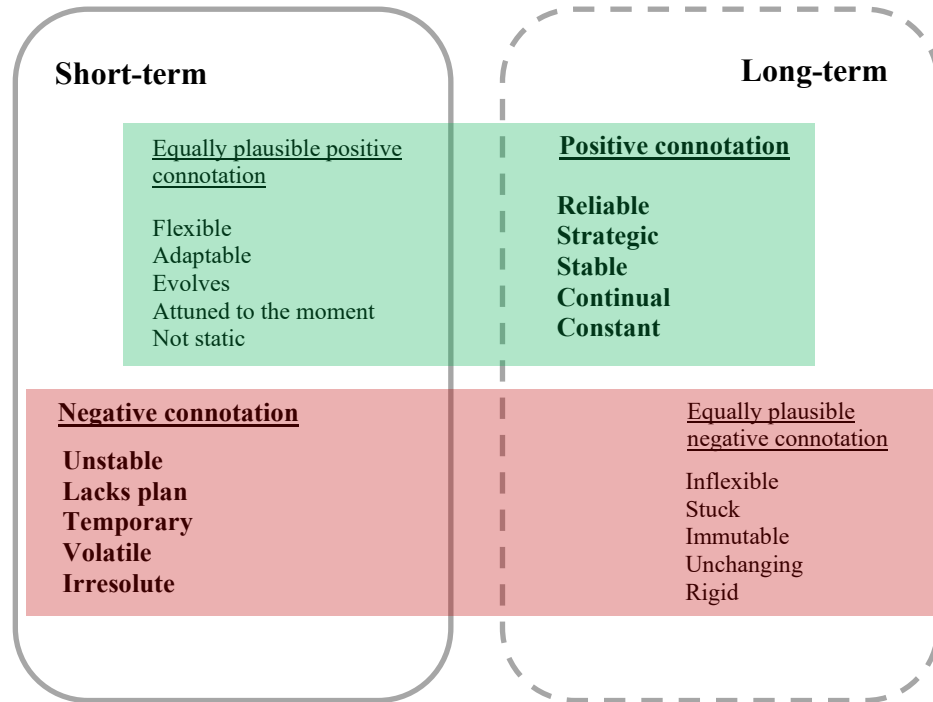 Short-term
Long-term
Equally plausible positive
connotation
Flexible
Adaptable
Evolves
Attuned to the moment
Not static
Positive connotation
Reliable
Strategic
Stable
Continual
Constant
Negative connotation
Unstable
Lacks plan
Temporary
Volatile
Irresolute
Equally plausible
negative connotation
Inflexible
Stuck
Immutable
Unchanging
Rigid